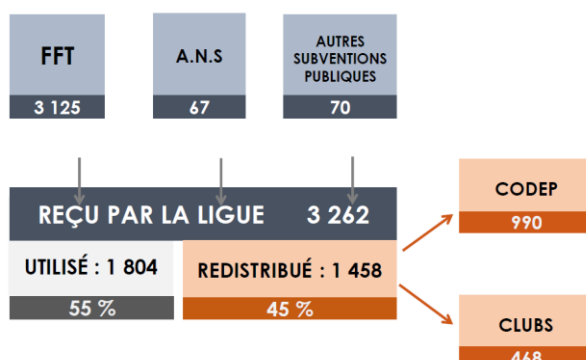 FFT
3 125
A.N.S
67
AUTRES
SUBVENTIONS
PUBLIQUES
70
REÇU PAR LA LIGUE 3 262
UTILISÉ : 1 804
55 %
REDISTRIBUÉ : 1 458
45 %
CODEP
990
CLUBS
468